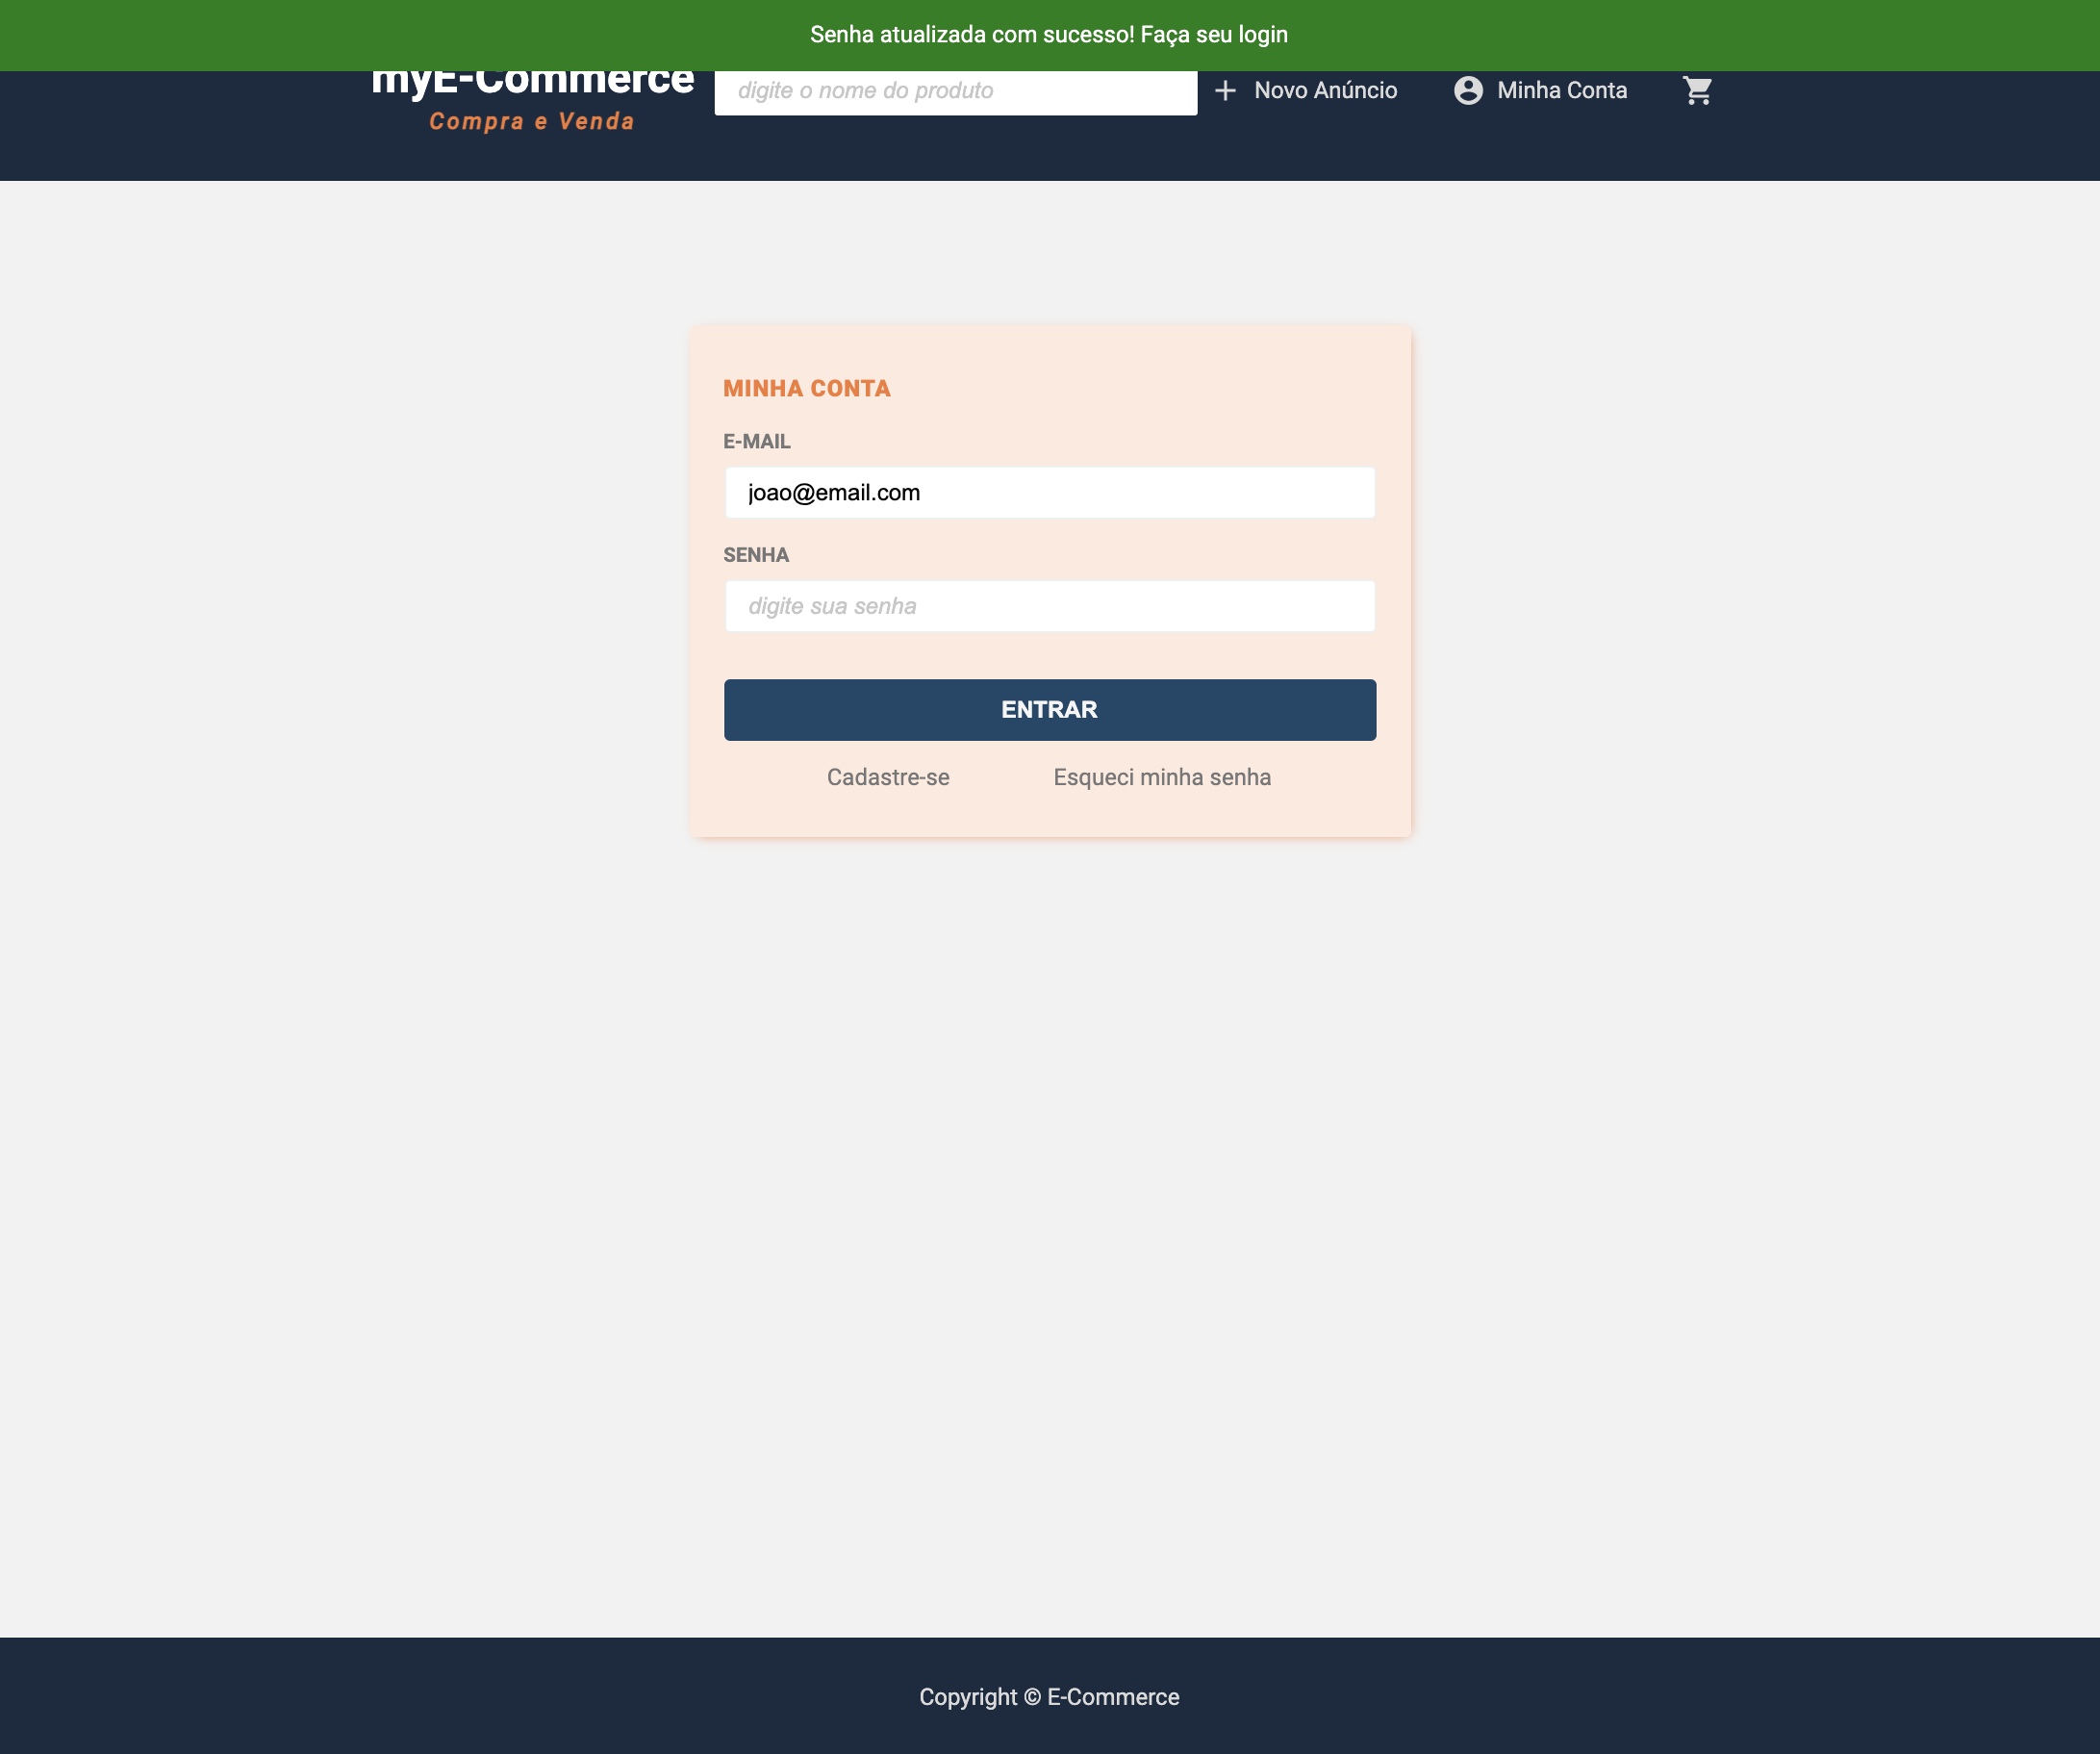 Senha atualizada com sucesso! Faça seu login
myE-Commerce
Compra e Venda
digite o nome do produto
Novo Anúncio
Minha Conta
MINHA CONTA
E-MAIL
joao@email.com
SENHA
digite sua senha
ENTRAR
Cadastre-se
Esqueci minha senha
Copyright © E-Commerce